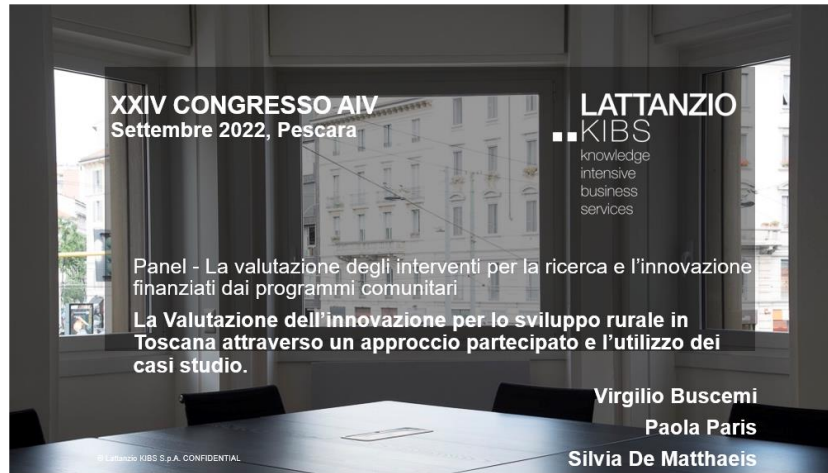 XXIV CONGRESSO AIV
Settembre 2022, Pescara
LATTANZIO
KIBS
knowledge
intensive
business
services
Panel - La valutazione degli interventi per la ricerca e l'innovazione
finanziati dai programmi comunitari
La Valutazione dell'innovazione per lo sviluppo rurale in
Toscana attraverso un approccio partecipato e l'utilizzo dei
casi studio.
Virgilio Buscemi
Paola Paris
Silvia De Matthaeis
© Lattanzio KIBS S.p.A. CONFIDENTIAL